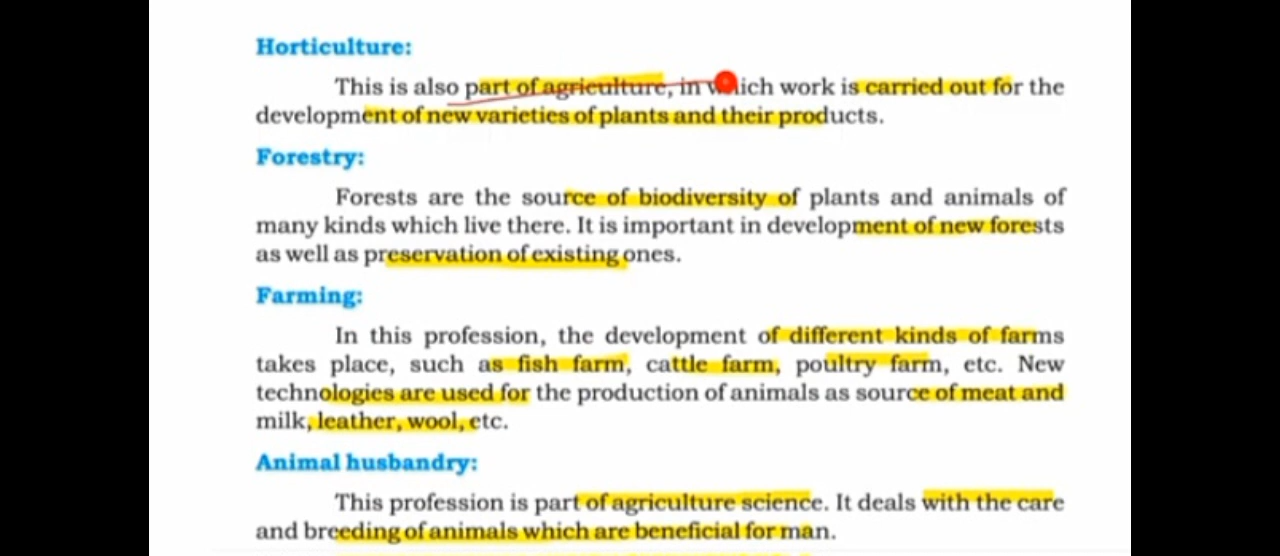 Horticulture:
This is also part of agriculture, in which work is carried out for the
development of new varieties of plants and their products.
Forestry:
Forests are the source of biodiversity of plants and animals of
many kinds which live there. It is important in development of new forests
as well as preservation of existing ones.
Farming:
In this profession, the development of different kinds of farms
takes place, such as fish farm, cattle farm, poultry farm, etc. New
technologies are used for the production of animals as source of meat and
milk, leather, wool, etc.
Animal husbandry:
This profession is part of agriculture science. It deals with the care
and breeding of animals which are beneficial for man.